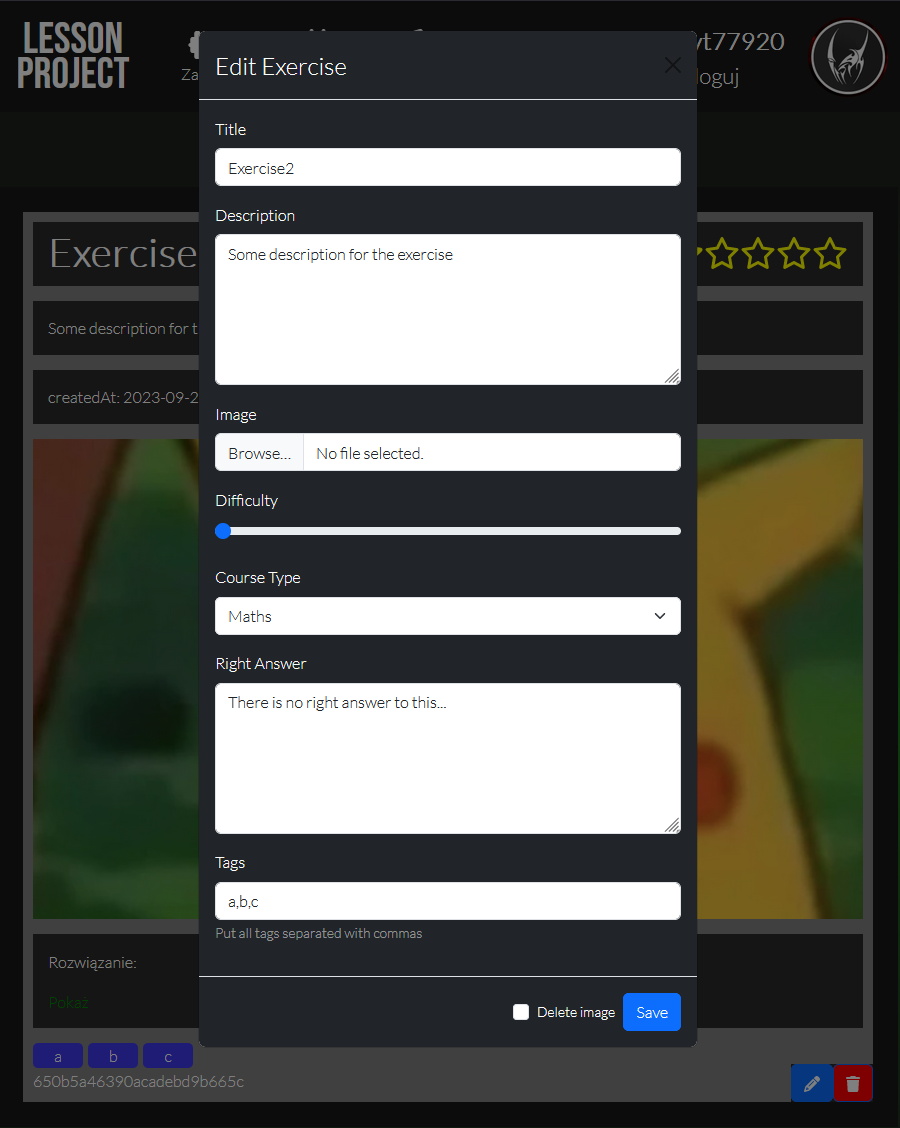 LESSON
PROJECT
Za
vt77920
loguj
Edit Exercise
Title
Exercise2
Description
Some description for the exercise
Image
Browse... No file selected.
Difficulty
Course Type
Maths
Right Answer
There is no right answer to this...
Tags
a,b,c
Put all tags separated with commas
Delete image Save
Exercise
Some description for t
createdAt: 2023-09-2
Rozwiązanie:
Pokaż
a b c
650b5a46390acadebd9b665c